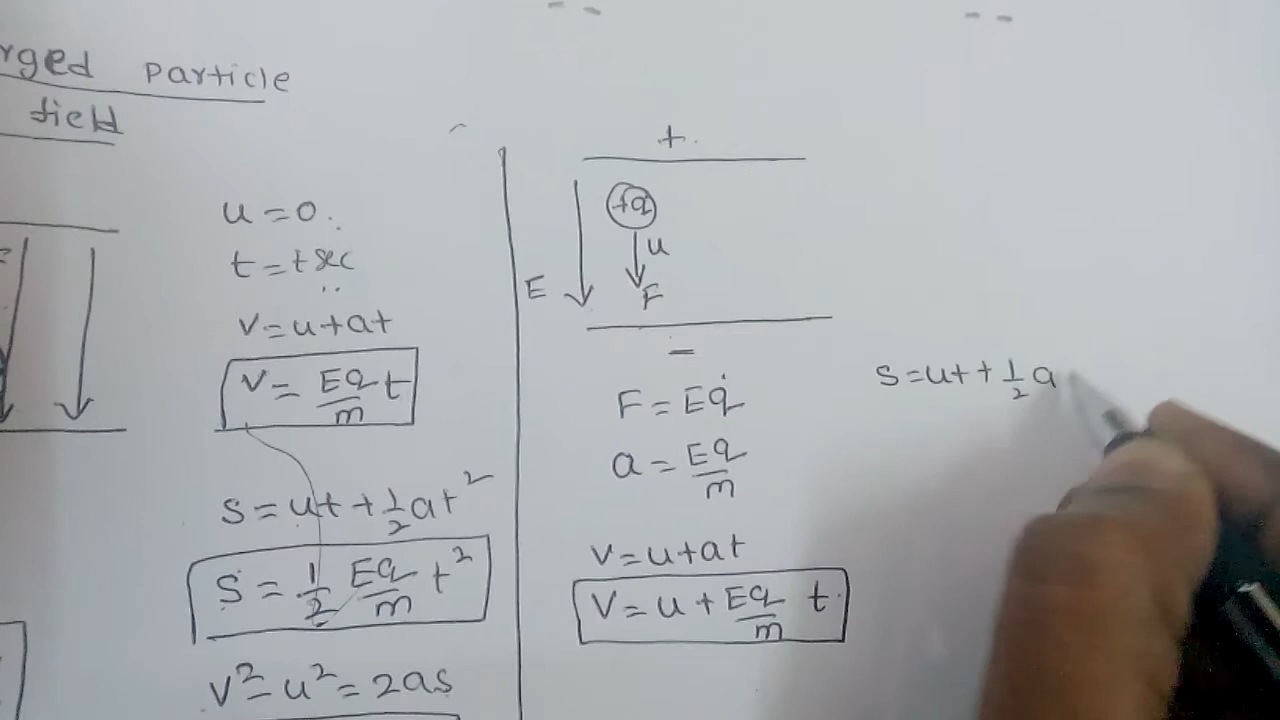 rged particle
field
u = 0.
t = t sec
v = u + at
v = Eq/m t
s = ut + 1/2 at²
s = 1/2 Eq/m t²
v² - u² = 2as
+
+q
u
E
F
-
F = Eq
a = Eq/m
v = u + at
v = u + Eq/m t
s = ut + 1/2 a